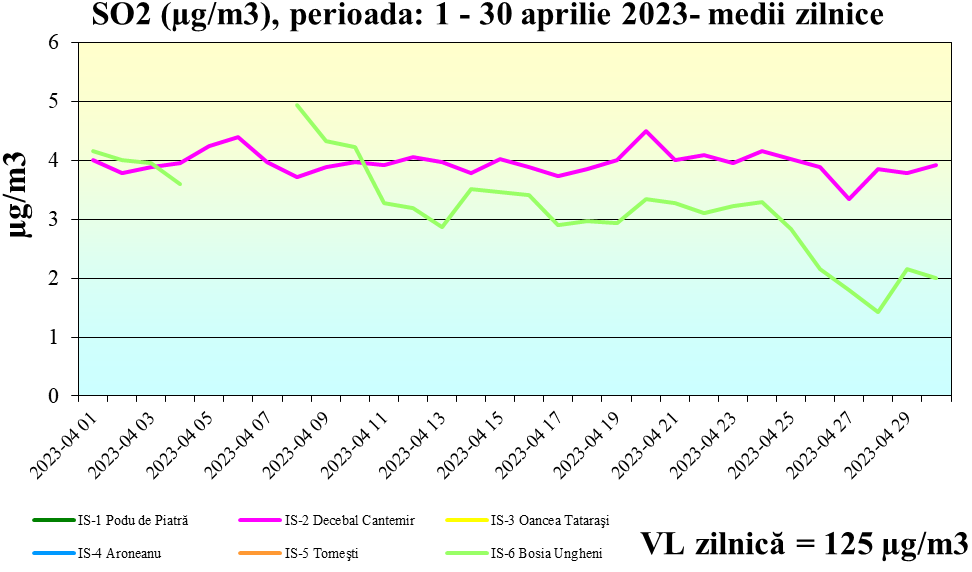 SO2 (µg/m3), perioada: 1 - 30 aprilie 2023- medii zilnice
6
5
4
3
2
1
0
µg/m3
2023-04 01
2023-04 03
2023-04 05
2023-04 07
2023-04 09
2023-04 11
2023-04 13
2023-04 15
2023-04 17
2023-04 19
2023-04 21
2023-04 23
2023-04 25
2023-04 27
2023-04 29
IS-1 Podu de Piatră
IS-2 Decebal Cantemir
IS-3 Oancea Tataraşi
IS-4 Aroneanu
IS-5 Tomeşti
IS-6 Bosia Ungheni
VL zilnică = 125 µg/m3